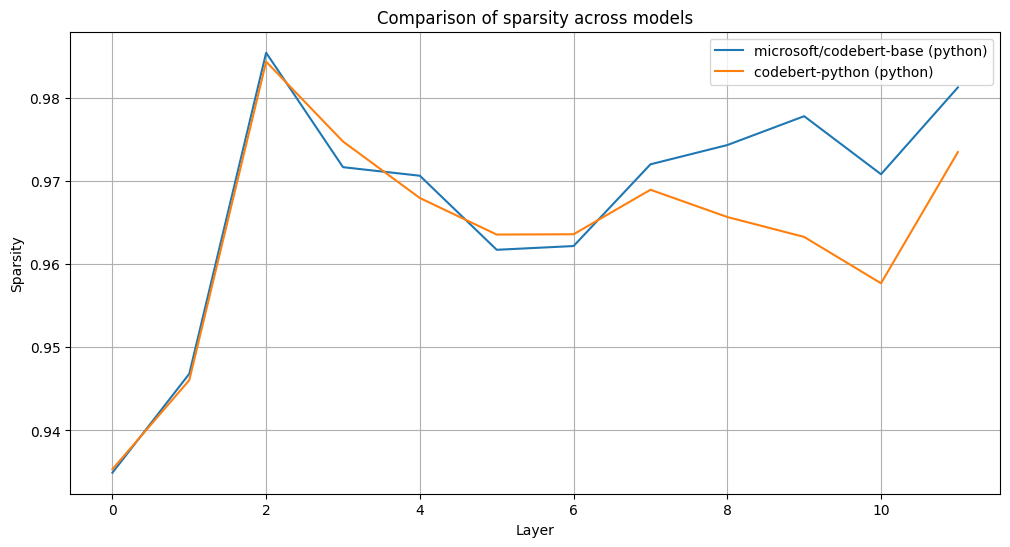 Comparison of sparsity across models
microsoft/codebert-base (python)
codebert-python (python)
Sparsity
0.98
0.97
0.96
0.95
0.94
0 2 4 6 8 10
Layer